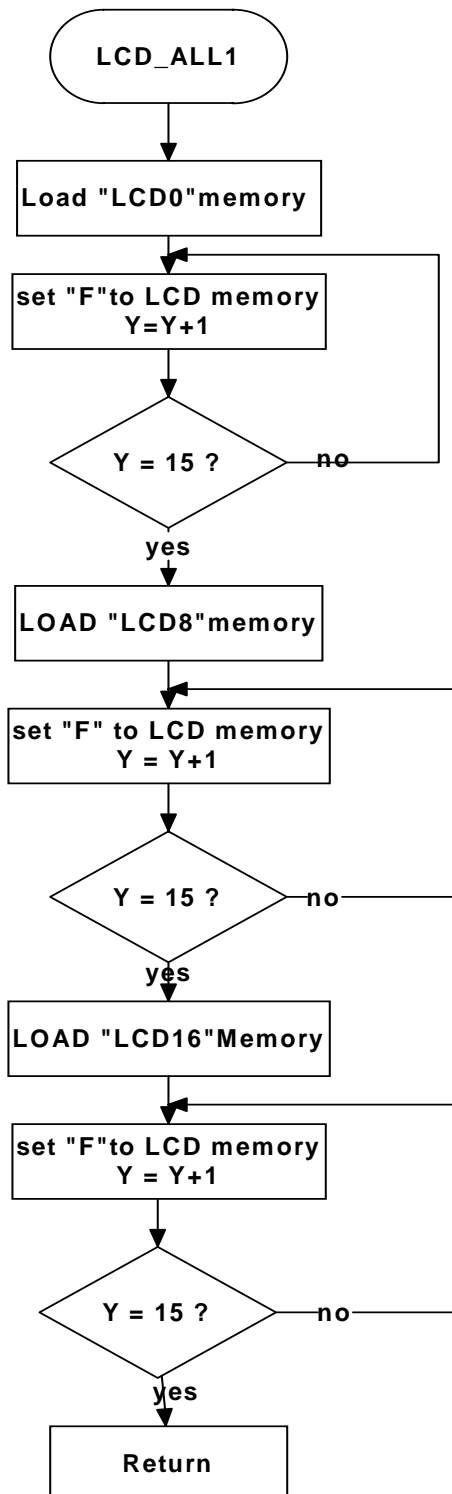 LCD_ALL1
Load "LCD0"memory
set "F"to LCD memory
Y=Y+1
Y = 15 ?
no
yes
LOAD "LCD8"memory
set "F" to LCD memory
Y = Y+1
Y = 15 ?
no
yes
LOAD "LCD16"Memory
set "F"to LCD memory
Y = Y+1
Y = 15 ?
no
yes
Return